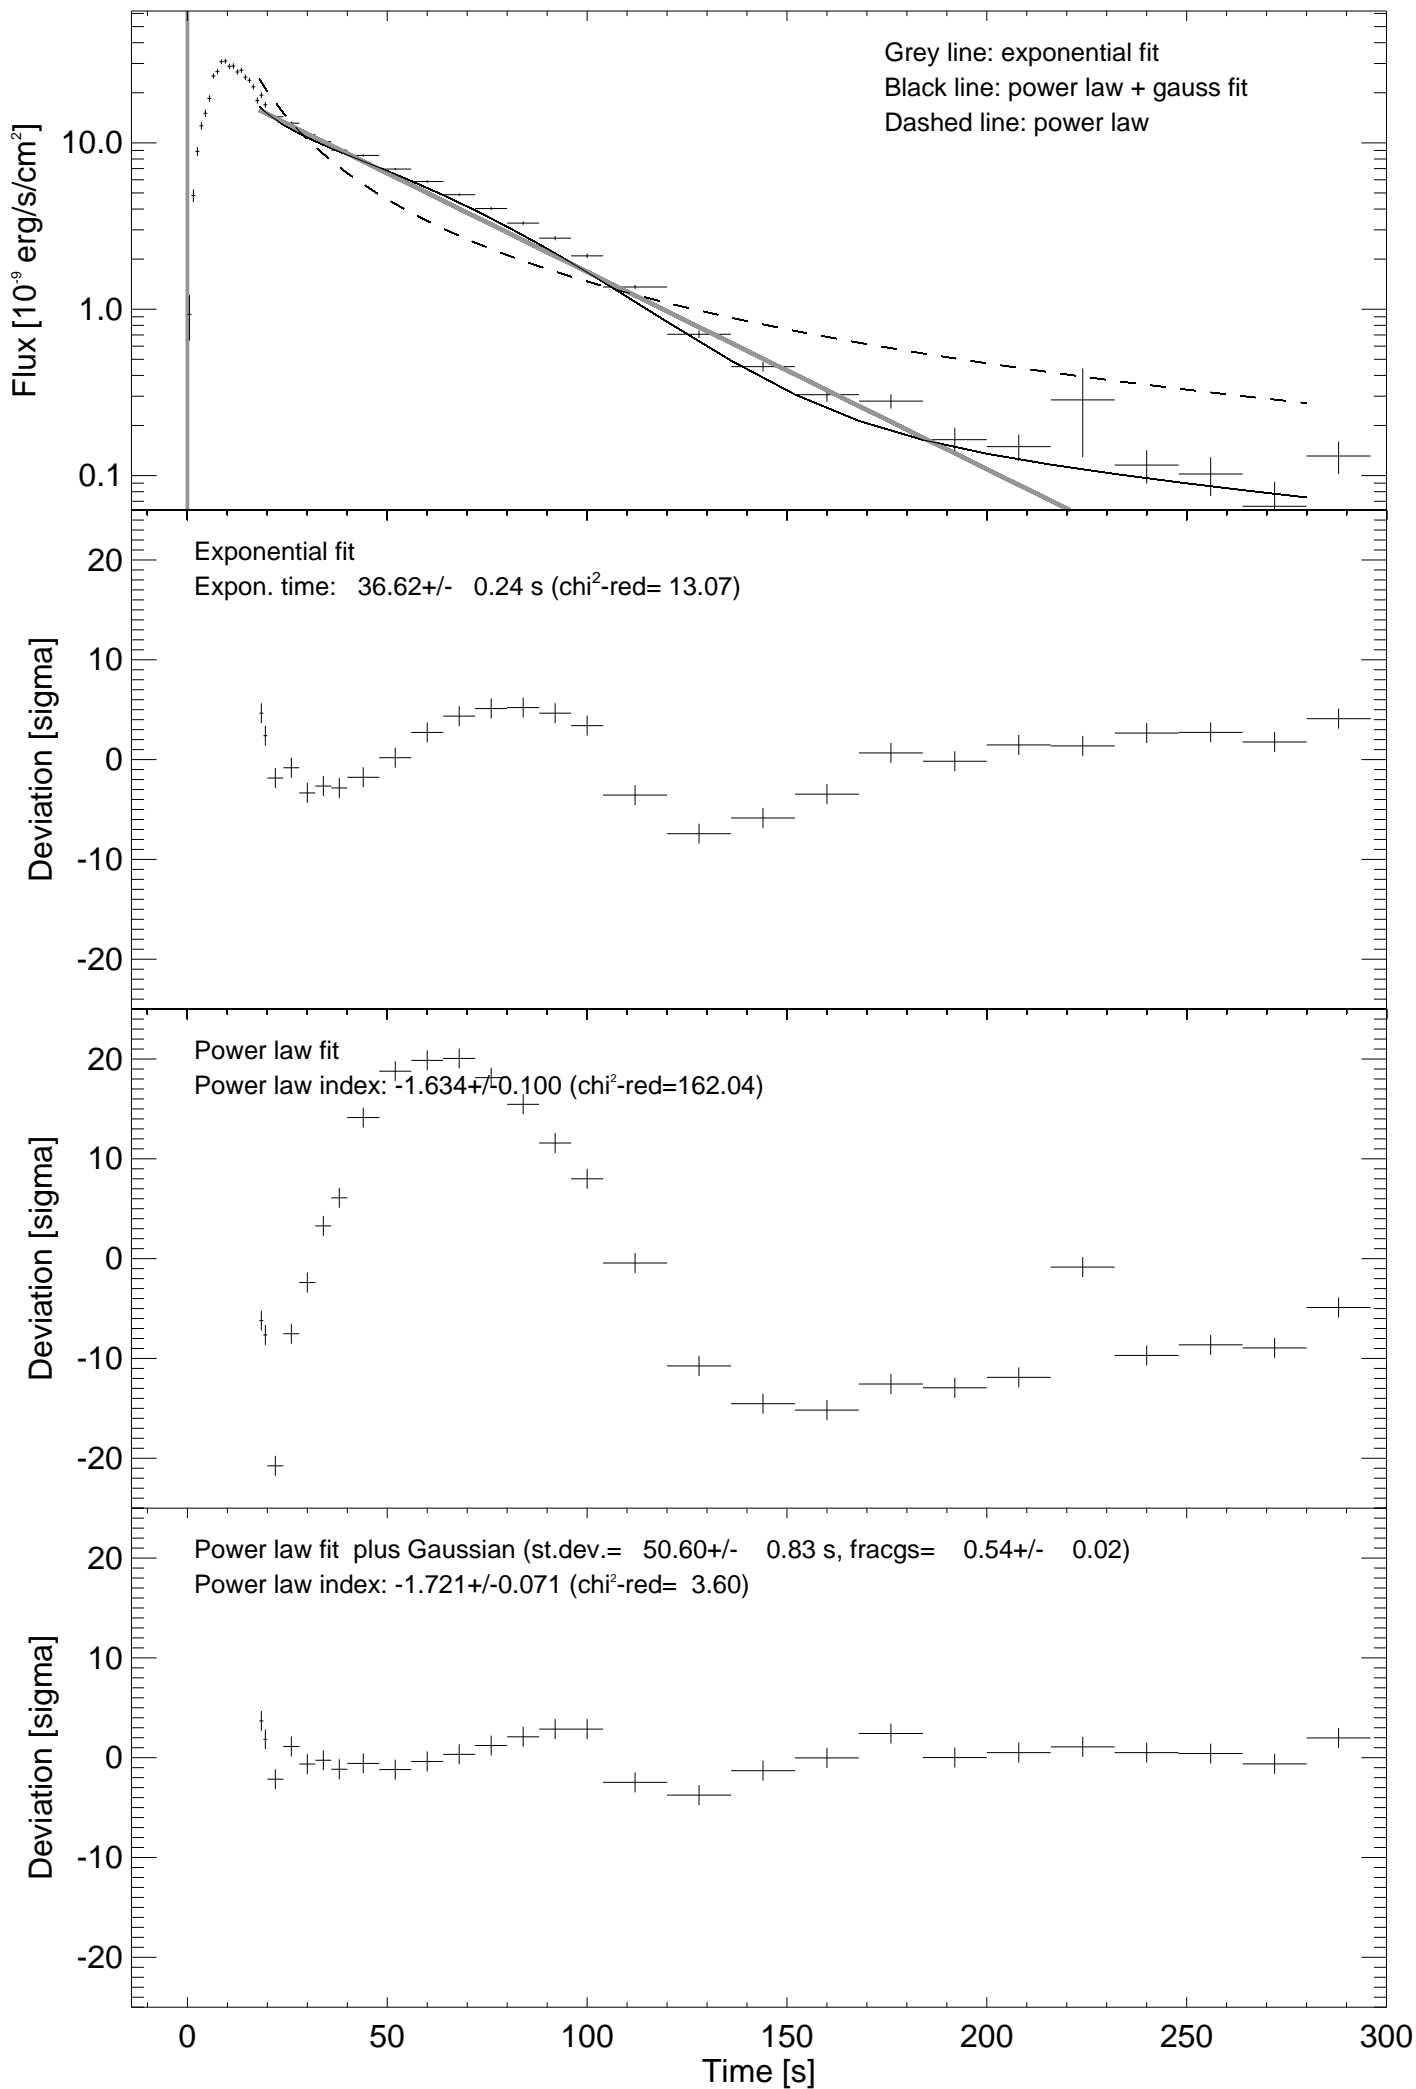 Grey line: exponential fit
Black line: power law + gauss fit
Dashed line: power law
Flux [10⁻⁹ erg/s/cm²]
10.0
1.0
0.1
Exponential fit
Expon. time: 36.62+/- 0.24 s (chi²-red= 13.07)
Deviation [sigma]
20
10
0
-10
-20
Power law fit
Power law index: -1.634+/-0.100 (chi²-red=162.04)
Deviation [sigma]
20
10
0
-10
-20
Power law fit plus Gaussian (st.dev.= 50.60+/- 0.83 s, fracgs= 0.54+/- 0.02)
Power law index: -1.721+/-0.071 (chi²-red= 3.60)
Deviation [sigma]
20
10
0
-10
-20
0 50 100 150 200 250 300
Time [s]